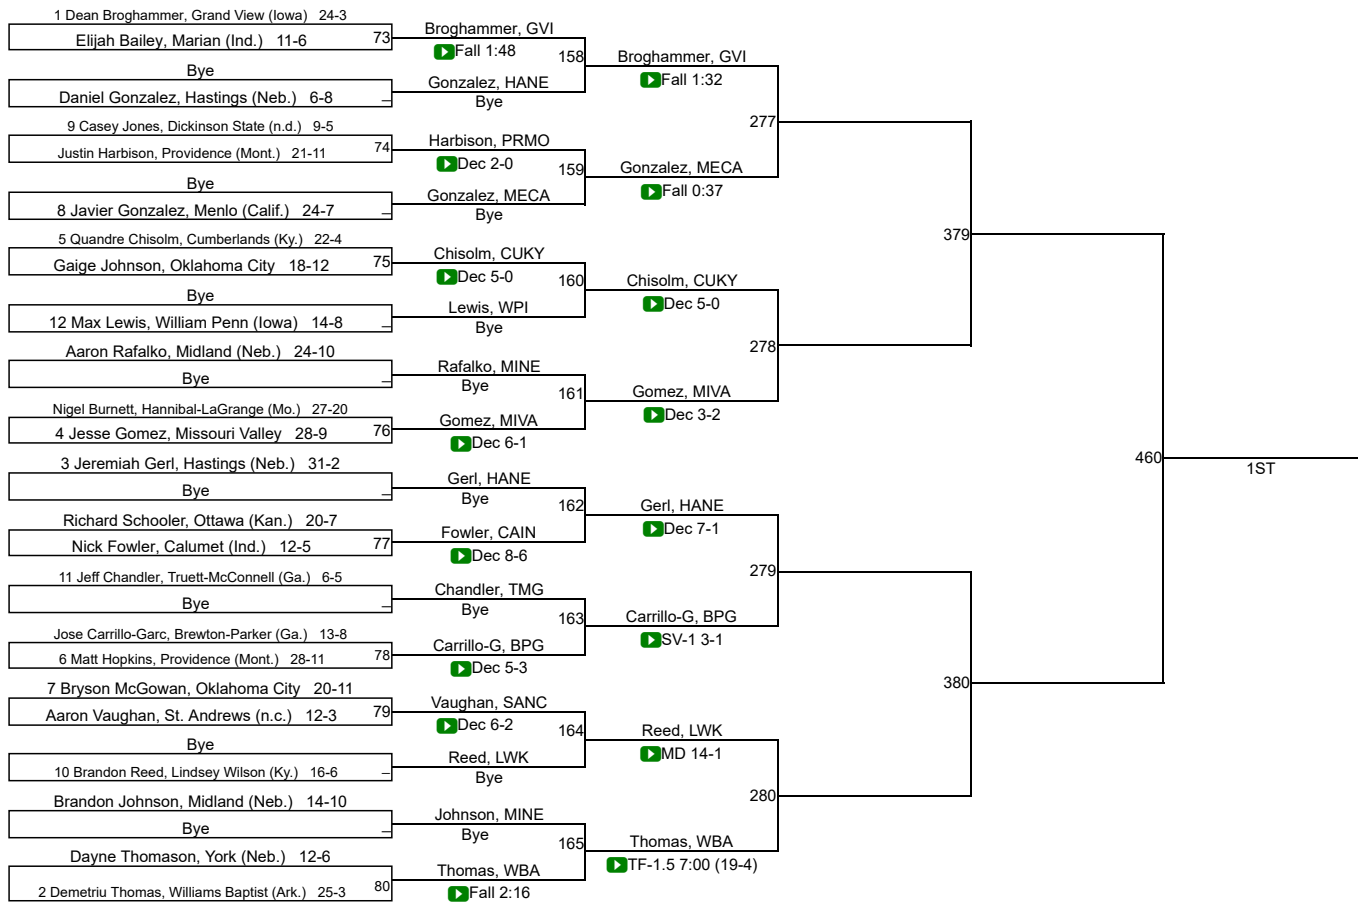 1 Dean Broghammer, Grand View (Iowa) 24-3
Elijah Bailey, Marian (Ind.) 11-6
73
Bye
Daniel Gonzalez, Hastings (Neb.) 6-8
_
9 Casey Jones, Dickinson State (n.d.) 9-5
Justin Harbison, Providence (Mont.) 21-11
74
Bye
8 Javier Gonzalez, Menlo (Calif.) 24-7
_
5 Quandre Chisolm, Cumberlands (Ky.) 22-4
Gaige Johnson, Oklahoma City 18-12
75
Bye
12 Max Lewis, William Penn (Iowa) 14-8
_
Aaron Rafalko, Midland (Neb.) 24-10
Bye
_
Nigel Burnett, Hannibal-LaGrange (Mo.) 27-20
4 Jesse Gomez, Missouri Valley 28-9
76
3 Jeremiah Gerl, Hastings (Neb.) 31-2
Bye
_
Richard Schooler, Ottawa (Kan.) 20-7
Nick Fowler, Calumet (Ind.) 12-5
77
11 Jeff Chandler, Truett-McConnell (Ga.) 6-5
Bye
_
Jose Carrillo-Garc, Brewton-Parker (Ga.) 13-8
6 Matt Hopkins, Providence (Mont.) 28-11
78
7 Bryson McGowan, Oklahoma City 20-11
Aaron Vaughan, St. Andrews (n.c.) 12-3
79
Bye
10 Brandon Reed, Lindsey Wilson (Ky.) 16-6
_
Brandon Johnson, Midland (Neb.) 14-10
Bye
_
Dayne Thomason, York (Neb.) 12-6
2 Demetriu Thomas, Williams Baptist (Ark.) 25-3
80
Broghammer, GVI
Fall 1:48
158
Gonzalez, HANE
Bye
Harbison, PRMO
Dec 2-0
159
Gonzalez, MECA
Bye
Chisolm, CUKY
Dec 5-0
160
Lewis, WPI
Bye
Rafalko, MINE
Bye
161
Gomez, MIVA
Dec 6-1
Gerl, HANE
Bye
162
Fowler, CAIN
Dec 8-6
Chandler, TMG
Bye
163
Carrillo-G, BPG
Dec 5-3
Vaughan, SANC
Dec 6-2
164
Reed, LWK
Bye
Johnson, MINE
Bye
165
Thomas, WBA
Fall 2:16
Broghammer, GVI
Fall 1:32
277
Gonzalez, MECA
Fall 0:37
Chisolm, CUKY
Dec 5-0
278
Gomez, MIVA
Dec 3-2
Gerl, HANE
Dec 7-1
279
Carrillo-G, BPG
SV-1 3-1
Reed, LWK
MD 14-1
280
Thomas, WBA
TF-1.5 7:00 (19-4)
379
380
460
1ST